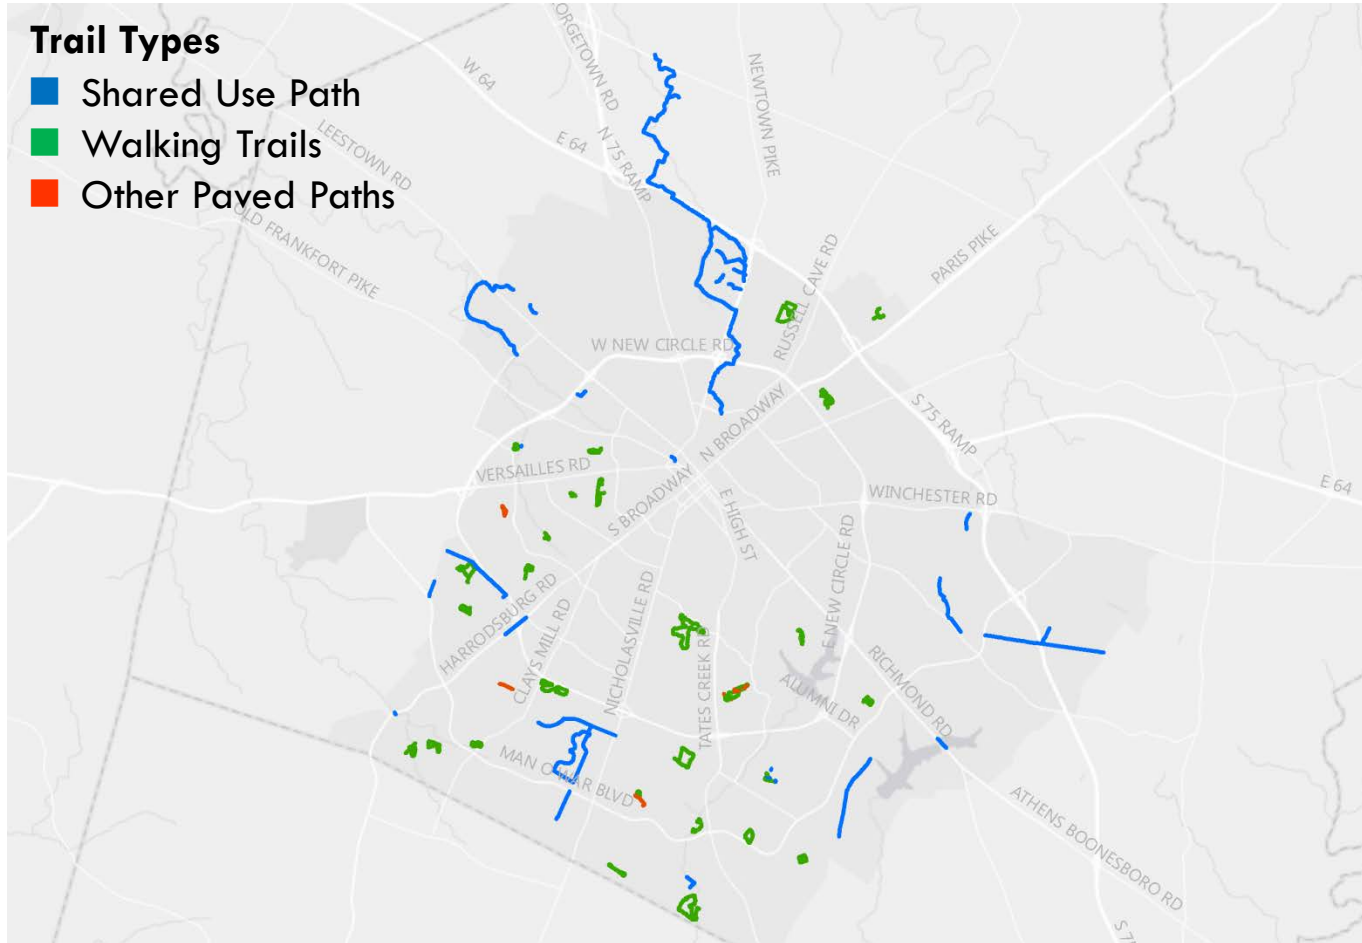 Trail Types
Shared Use Path
Walking Trails
Other Paved Paths
W 64
NEWTOWN PIKE
LEESTOWN RD
E 64
N 75 RAMP
OLD FRANKFORT PIKE
RUSSELL CAVE RD
PARIS PIKE
W NEW CIRCLE RD
N BROADWAY
S 75 RAMP
VERSAILLES RD
S BROADWAY
E HIGH ST
WINCHESTER RD
E 64
E NEW CIRCLE RD
HARRODSBURG RD
CLAYS MILL RD
NICHOLASVILLE RD
TATES CREEK RD
ALUMNI DR
RICHMOND RD
MAN O WAR BLVD
ATHENS BOONESBORO RD